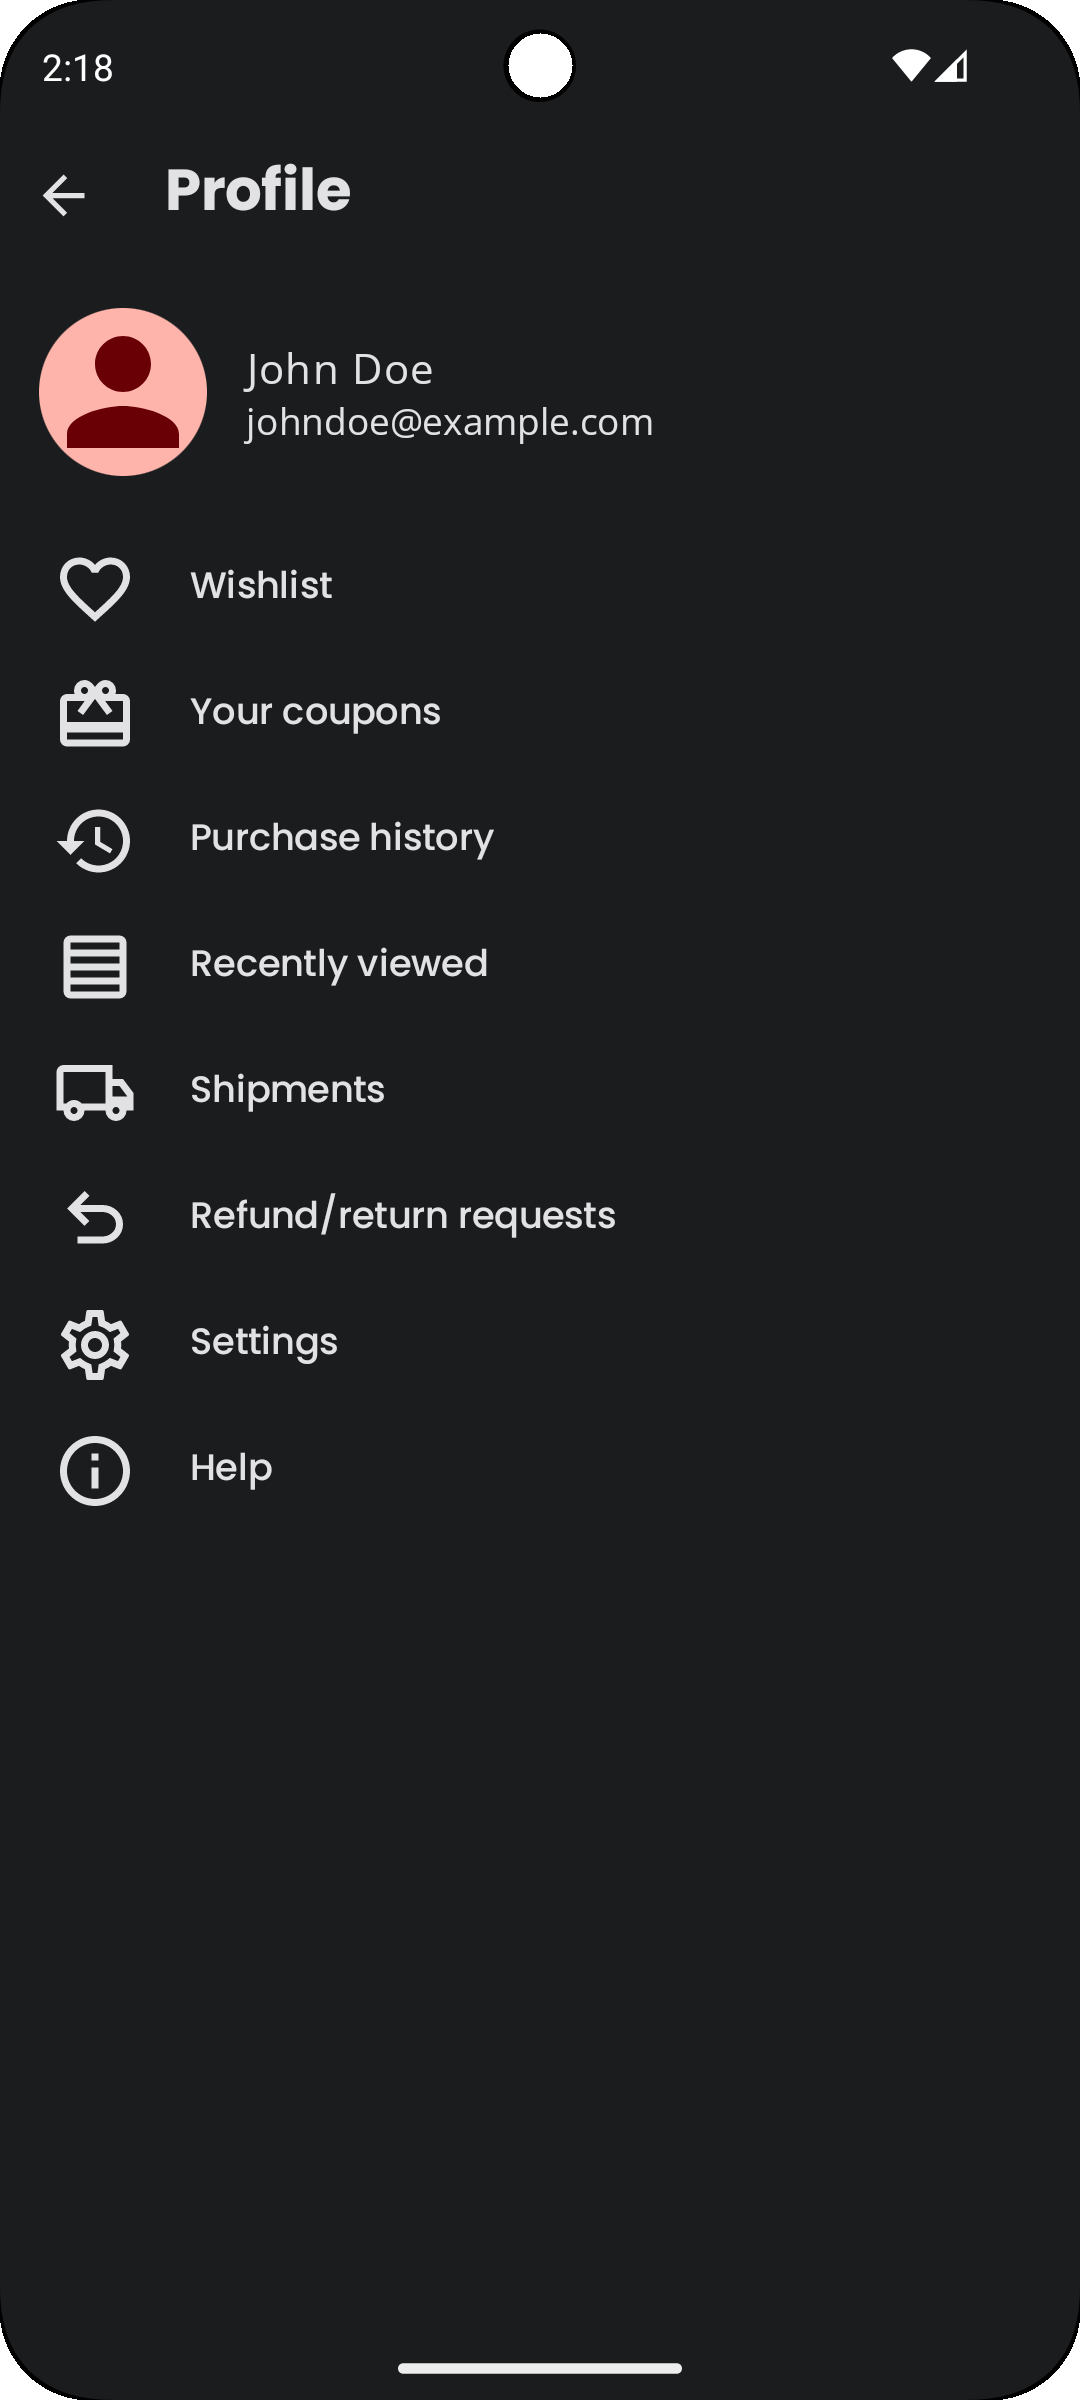 2:18
Profile
John Doe
johndoe@example.com
Wishlist
Your coupons
Purchase history
Recently viewed
Shipments
Refund/return requests
Settings
Help